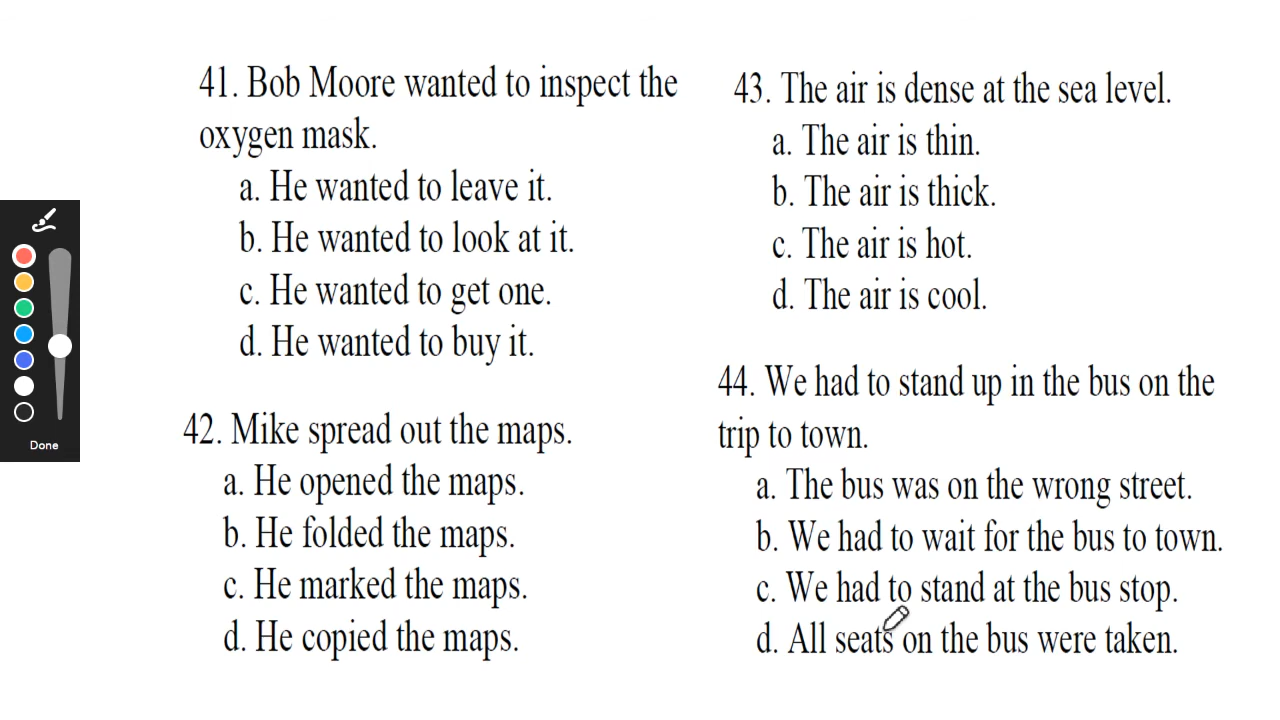 41. Bob Moore wanted to inspect the
oxygen mask.
a. He wanted to leave it.
b. He wanted to look at it.
c. He wanted to get one.
d. He wanted to buy it.
42. Mike spread out the maps.
a. He opened the maps.
b. He folded the maps.
c. He marked the maps.
d. He copied the maps.
43. The air is dense at the sea level.
a. The air is thin.
b. The air is thick.
c. The air is hot.
d. The air is cool.
44. We had to stand up in the bus on the
trip to town.
a. The bus was on the wrong street.
b. We had to wait for the bus to town.
c. We had to stand at the bus stop.
d. All seats on the bus were taken.
Done